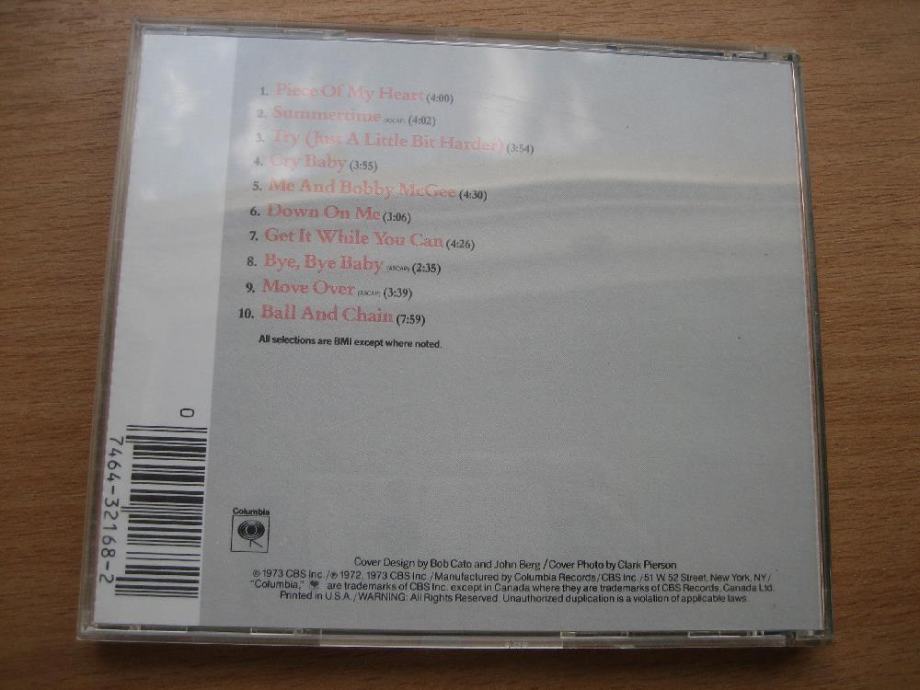 1. Piece Of My Heart (4:00)
2. Summertime (ASCAP) (4:02)
3. Try (Just A Little Bit Harder) (3:54)
4. Cry Baby (3:55)
5. Me And Bobby McGee (4:30)
6. Down On Me (3:06)
7. Get It While You Can (4:26)
8. Bye, Bye Baby (ASCAP) (2:35)
9. Move Over (ASCAP) (3:39)
10. Ball And Chain (7:59)
All selections are BMI except where noted.
0
7464-32168-2
Columbia
Cover Design by Bob Cato and John Berg/Cover Photo by Clark Pierson
© 1973 CBS Inc./℗ 1972, 1973 CBS Inc./Manufactured by Columbia Records/CBS Inc./51 W 52 Street, New York, NY/
"Columbia," are trademarks of CBS Inc. except in Canada where they are trademarks of CBS Records, Canada Ltd.
Printed in U.S.A./WARNING: All Rights Reserved. Unauthorized duplication is a violation of applicable laws.